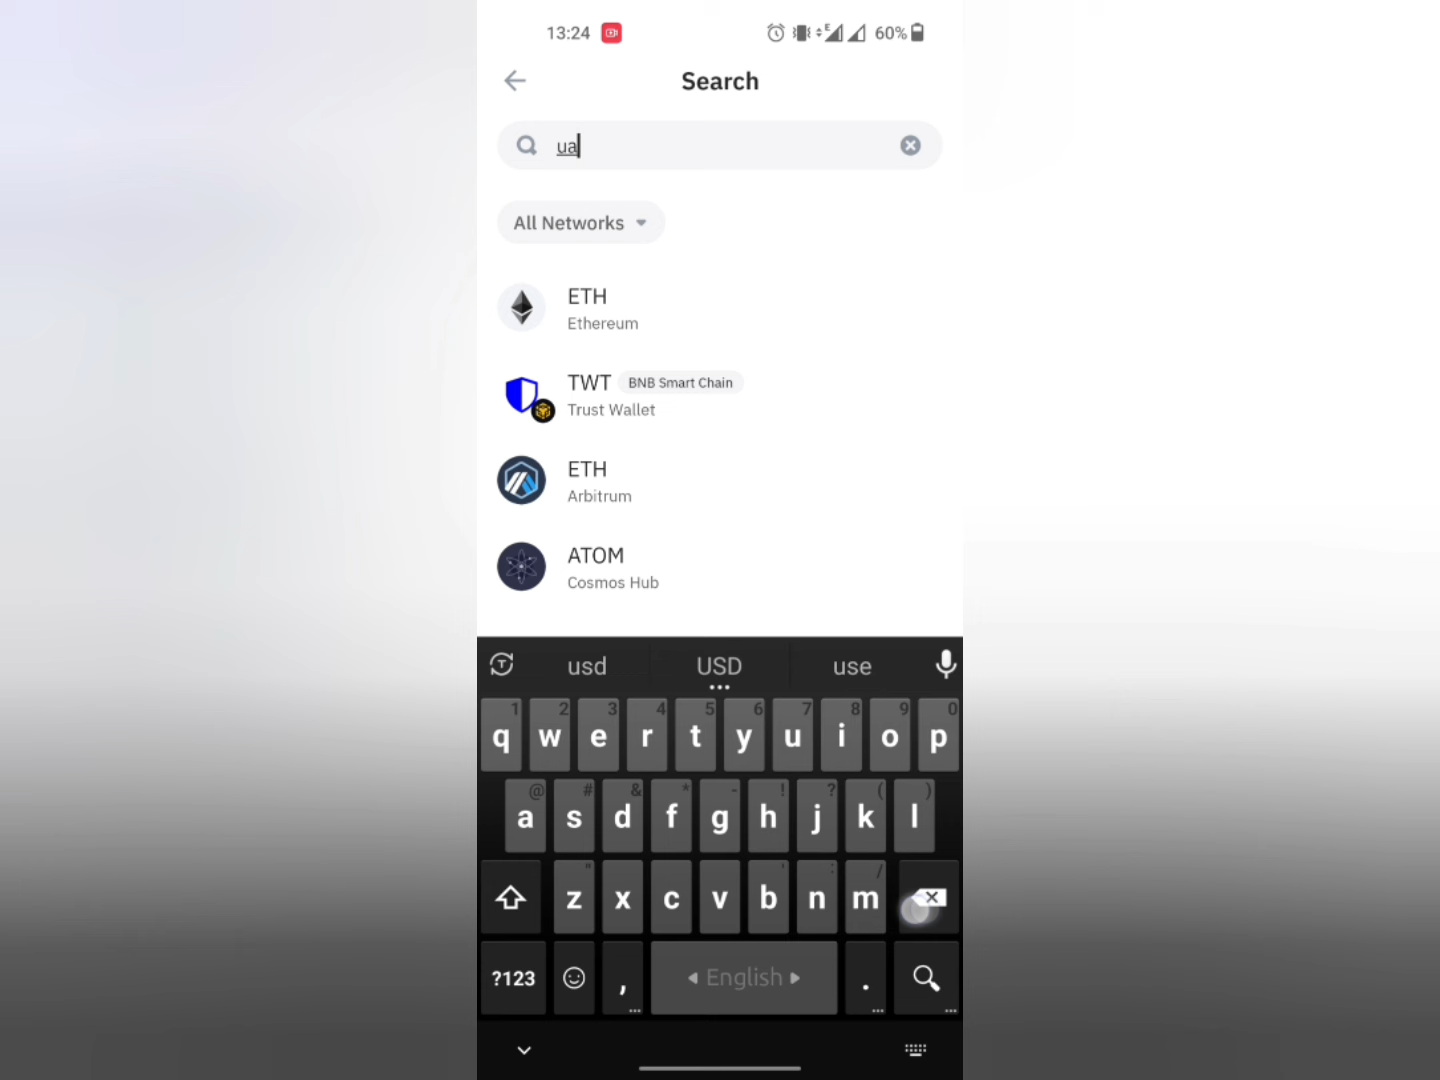 13:24
E
60%
Search
ua
All Networks
ETH
Ethereum
TWT BNB Smart Chain
Trust Wallet
ETH
Arbitrum
ATOM
Cosmos Hub
T usd USD use
1 2 3 4 5 6 7 8 9 0
q w e r t y u i o p
@ # & * - ! ? ( )
a s d f g h j k l
" ' : /
z x c v b n m
?123 , English .